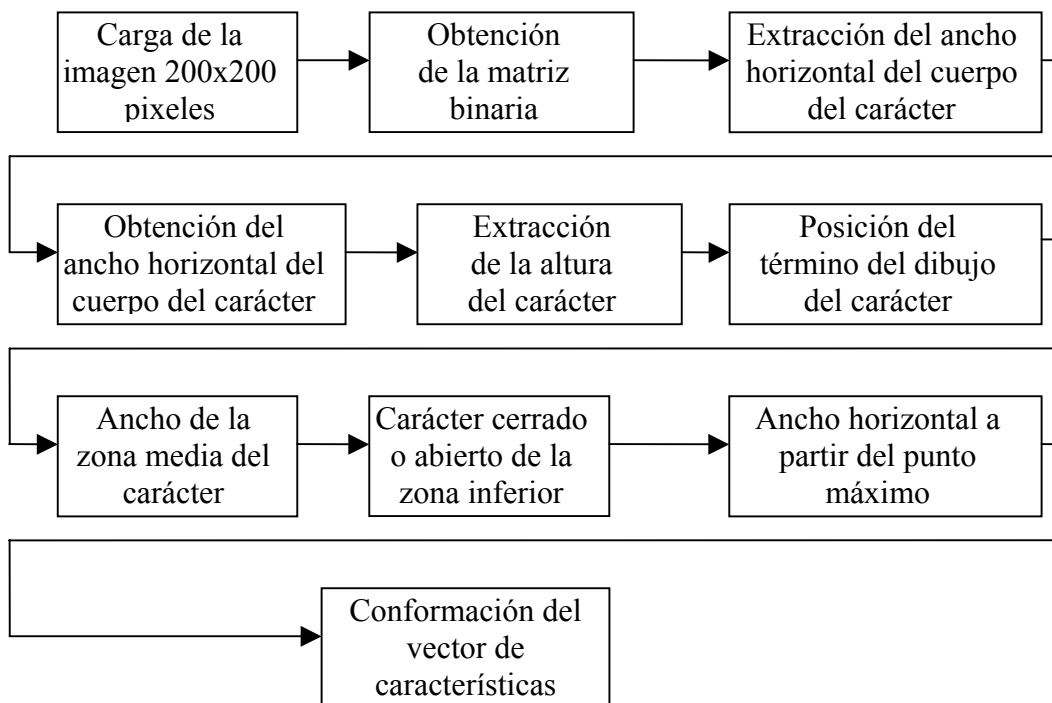 Carga de la
imagen 200x200
pixeles
Obtención
de la matriz
binaria
Extracción del ancho
horizontal del cuerpo
del carácter
Obtención del
ancho horizontal del
cuerpo del carácter
Extracción
de la altura
del carácter
Posición del
término del dibujo
del carácter
Ancho de la
zona media del
carácter
Carácter cerrado
o abierto de la
zona inferior
Ancho horizontal a
partir del punto
máximo
Conformación del
vector de
características